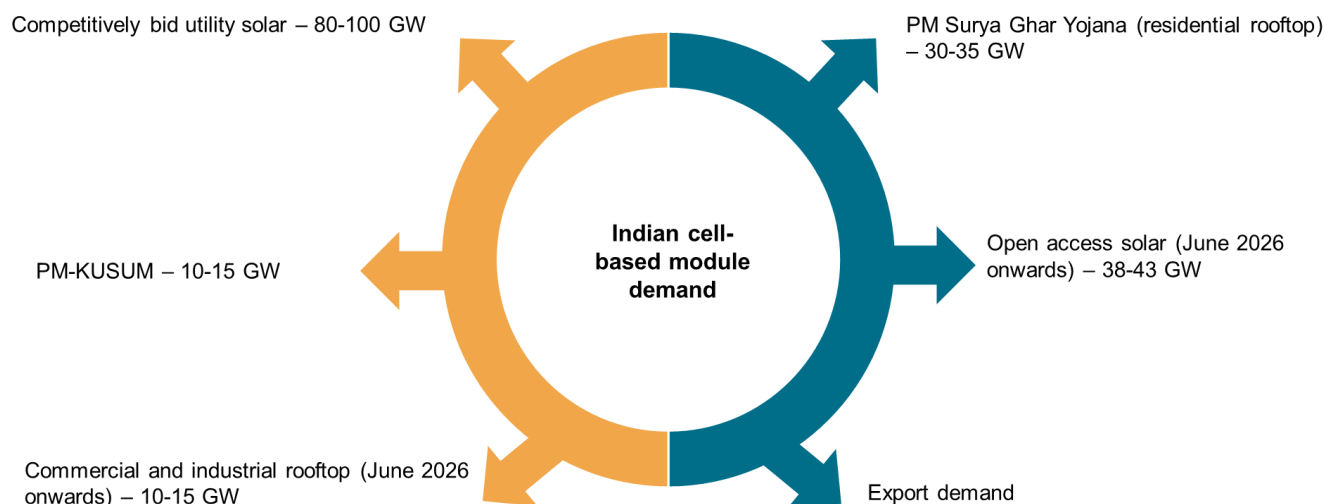 Competitively bid utility solar – 80-100 GW
PM Surya Ghar Yojana (residential rooftop)
– 30-35 GW
Indian cell-
based module
demand
Open access solar (June 2026
onwards) – 38-43 GW
PM-KUSUM – 10-15 GW
Commercial and industrial rooftop (June 2026
onwards) – 10-15 GW
Export demand